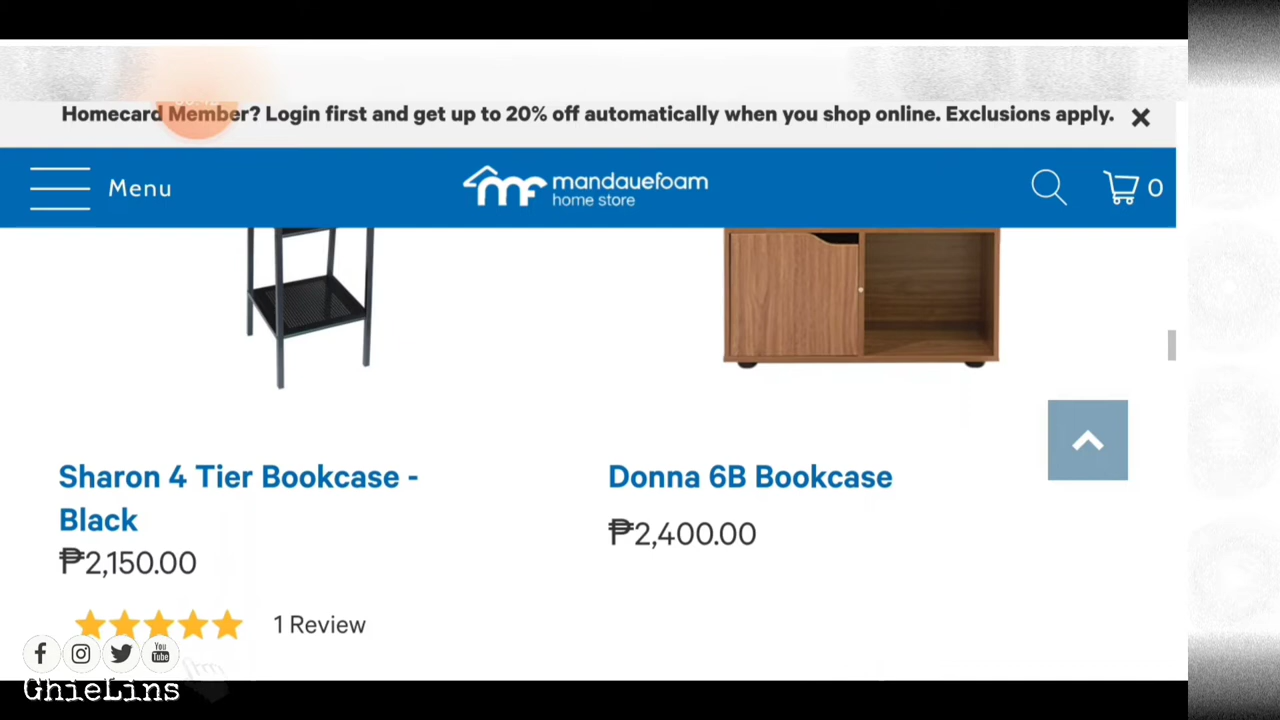 Homecard Member? Login first and get up to 20% off automatically when you shop online. Exclusions apply.
Menu
mandauefoam
home store
0
Sharon 4 Tier Bookcase -
Black
₱2,150.00
1 Review
Donna 6B Bookcase
₱2,400.00
You
Tube
GhieLins